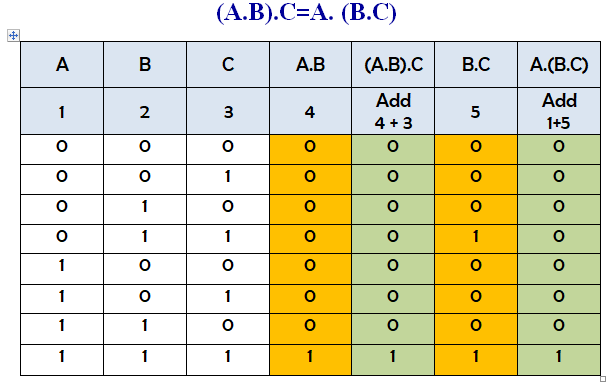 (A.B).C=A. (B.C)
A B C A.B (A.B).C B.C A.(B.C)
1 2 3 4 Add 4 + 3 5 Add 1+5
0 0 0 0 0 0 0
0 0 1 0 0 0 0
0 1 0 0 0 0 0
0 1 1 0 0 1 0
1 0 0 0 0 0 0
1 0 1 0 0 0 0
1 1 0 0 0 0 0
1 1 1 1 1 1 1